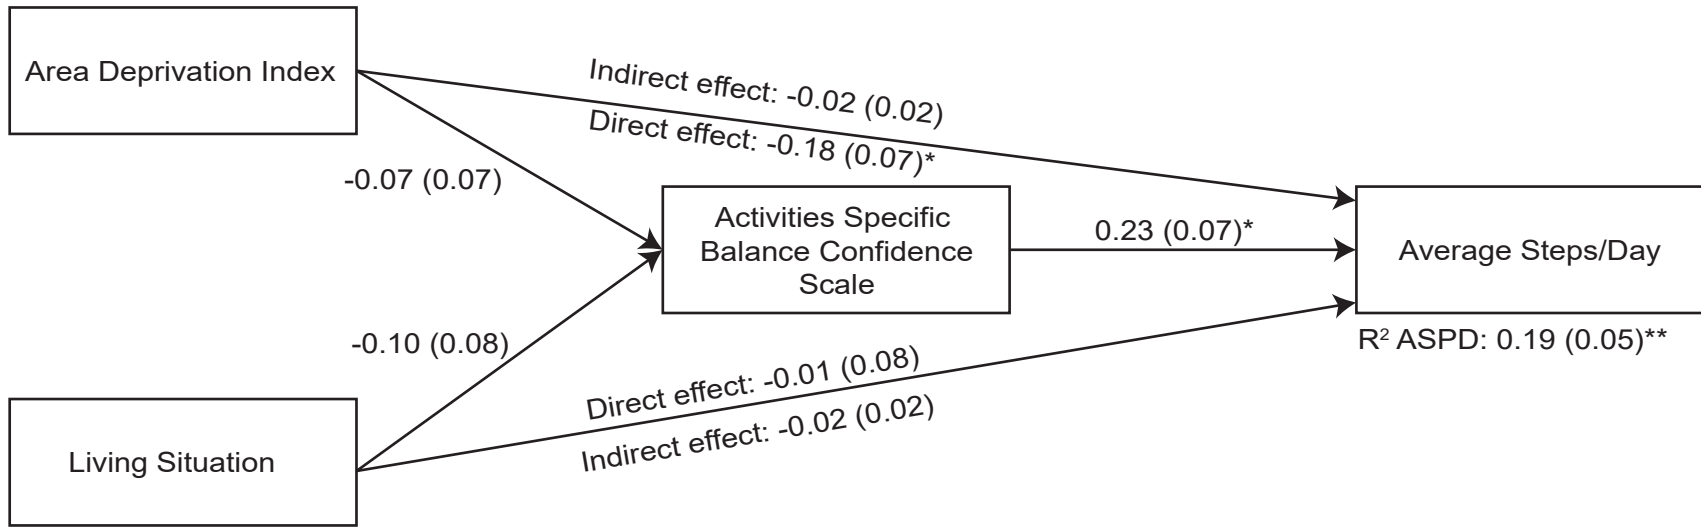 Area Deprivation Index
Indirect effect: -0.02 (0.02)
Direct effect: -0.18 (0.07)*
-0.07 (0.07)
Activities Specific
Balance Confidence
Scale
0.23 (0.07)*
Average Steps/Day
R² ASPD: 0.19 (0.05)**
-0.10 (0.08)
Direct effect: -0.01 (0.08)
Indirect effect: -0.02 (0.02)
Living Situation